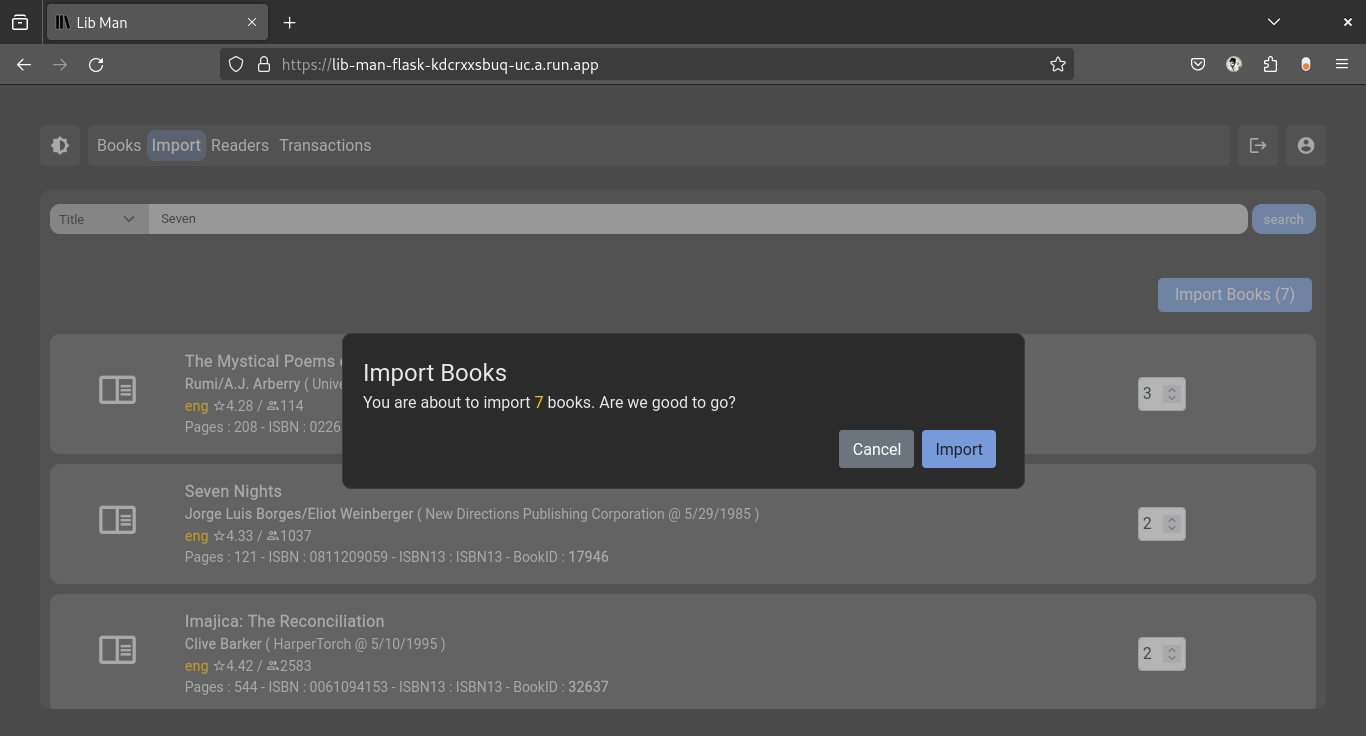 Lib Man
https://lib-man-flask-kdcrxxsbuq-uc.a.run.app
Books Import Readers Transactions
Title Seven search
Import Books (7)
The Mystical Poems
Rumi/A.J. Arberry (
eng 4.28 / 114 3
Pages : 208 - ISBN : 0226
Import Books
You are about to import 7 books. Are we good to go?
Cancel Import
Seven Nights
Jorge Luis Borges/Eliot Weinberger ( New Directions Publishing Corporation @ 5/29/1985 )
eng 4.33 / 1037 2
Pages : 121 - ISBN : 0811209059 - ISBN13 : ISBN13 - BookID : 17946
Imajica: The Reconciliation
Clive Barker ( HarperTorch @ 5/10/1995 )
eng 4.42 / 2583 2
Pages : 544 - ISBN : 0061094153 - ISBN13 : ISBN13 - BookID : 32637